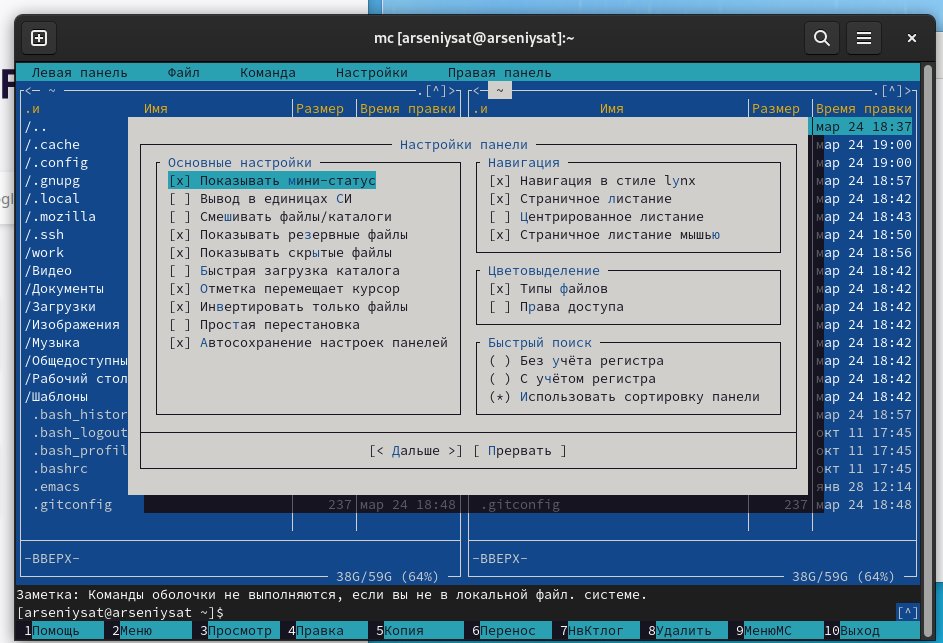 mc [arseniysat@arseniysat]:~
Левая панель Файл Команда Настройки Правая панель
<- ~ .[^]> <- ~ .[^]>
.и Имя Размер Время правки .и Имя Размер Время правки
/.. мар 24 18:37
Настройки панели
/.cache мар 24 19:00
Основные настройки Навигация
/.config мар 24 19:00
[x] Показывать мини-статус [x] Навигация в стиле lynx
/.gnupg мар 24 18:57
[ ] Вывод в единицах СИ [x] Страничное листание
/.local мар 24 18:42
[ ] Смешивать файлы/каталоги [ ] Центрированное листание
/.mozilla мар 24 18:43
[x] Показывать резервные файлы [x] Страничное листание мышью
/.ssh мар 24 18:50
[x] Показывать скрытые файлы
/work мар 24 18:56
[ ] Быстрая загрузка каталога Цветовыделение
/Видео мар 24 18:42
[x] Отметка перемещает курсор [x] Типы файлов
/Документы мар 24 18:42
[x] Инвертировать только файлы [ ] Права доступа
/Загрузки мар 24 18:42
[ ] Простая перестановка
/Изображения мар 24 18:42
[x] Автосохранение настроек панелей Быстрый поиск
/Музыка мар 24 18:42
( ) Без учёта регистра
/Общедоступны мар 24 18:42
( ) С учётом регистра
/Рабочий стол мар 24 18:42
(*) Использовать сортировку панели
/Шаблоны мар 24 18:42
.bash_histor мар 24 18:57
.bash_logout окт 11 17:45
[< Дальше >] [ Прервать ]
.bash_profil окт 11 17:45
.bashrc окт 11 17:45
.emacs янв 28 12:14
.gitconfig 237 мар 24 18:48 .gitconfig 237 мар 24 18:48
-ВВЕРХ- -ВВЕРХ-
38G/59G (64%) 38G/59G (64%)
Заметка: Команды оболочки не выполняются, если вы не в локальной файл. системе.
[arseniysat@arseniysat ~]$ [^]
1Помощь 2Меню 3Просмотр 4Правка 5Копия 6Перенос 7НвКтлог 8Удалить 9МенюМС 10Выход